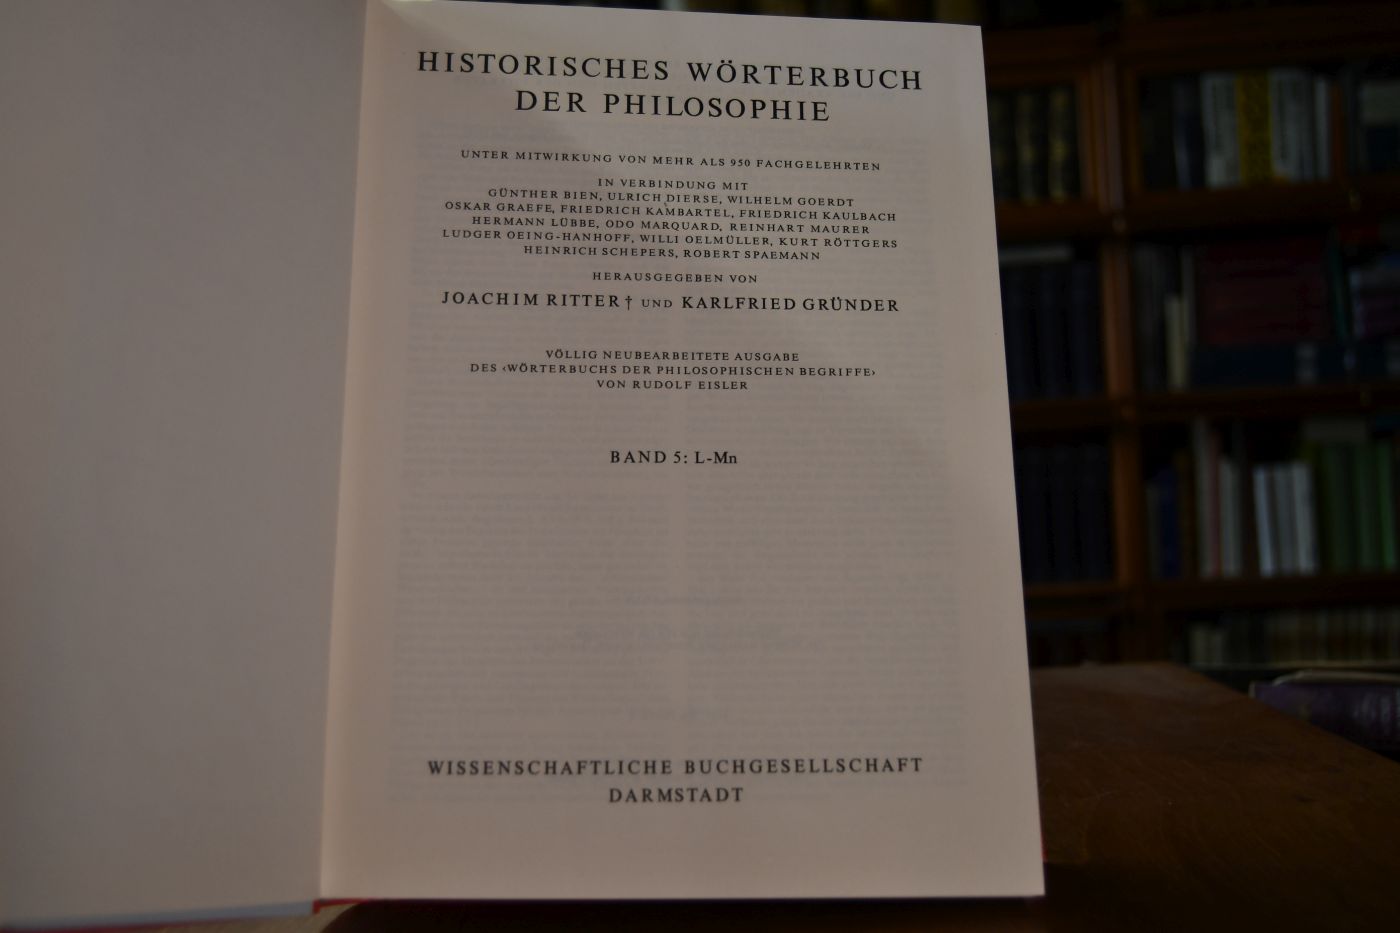 HISTORISCHES WÖRTERBUCH
DER PHILOSOPHIE
UNTER MITWIRKUNG VON MEHR ALS 950 FACHGELEHRTEN
IN VERBINDUNG MIT
GÜNTHER BIEN, ULRICH DIERSE, WILHELM GOERDT
OSKAR GRAEFE, FRIEDRICH KAMBARTEL, FRIEDRICH KAULBACH
HERMANN LÜBBE, ODO MARQUARD, REINHART MAURER
LUDGER OEING-HANHOFF, WILLI OELMÜLLER, KURT RÖTTGERS
HEINRICH SCHEPERS, ROBERT SPAEMANN
HERAUSGEGEBEN VON
JOACHIM RITTER† UND KARLFRIED GRÜNDER
VÖLLIG NEUBEARBEITETE AUSGABE
DES ‹WÖRTERBUCHS DER PHILOSOPHISCHEN BEGRIFFE›
VON RUDOLF EISLER
BAND 5: L-Mn
WISSENSCHAFTLICHE BUCHGESELLSCHAFT
DARMSTADT